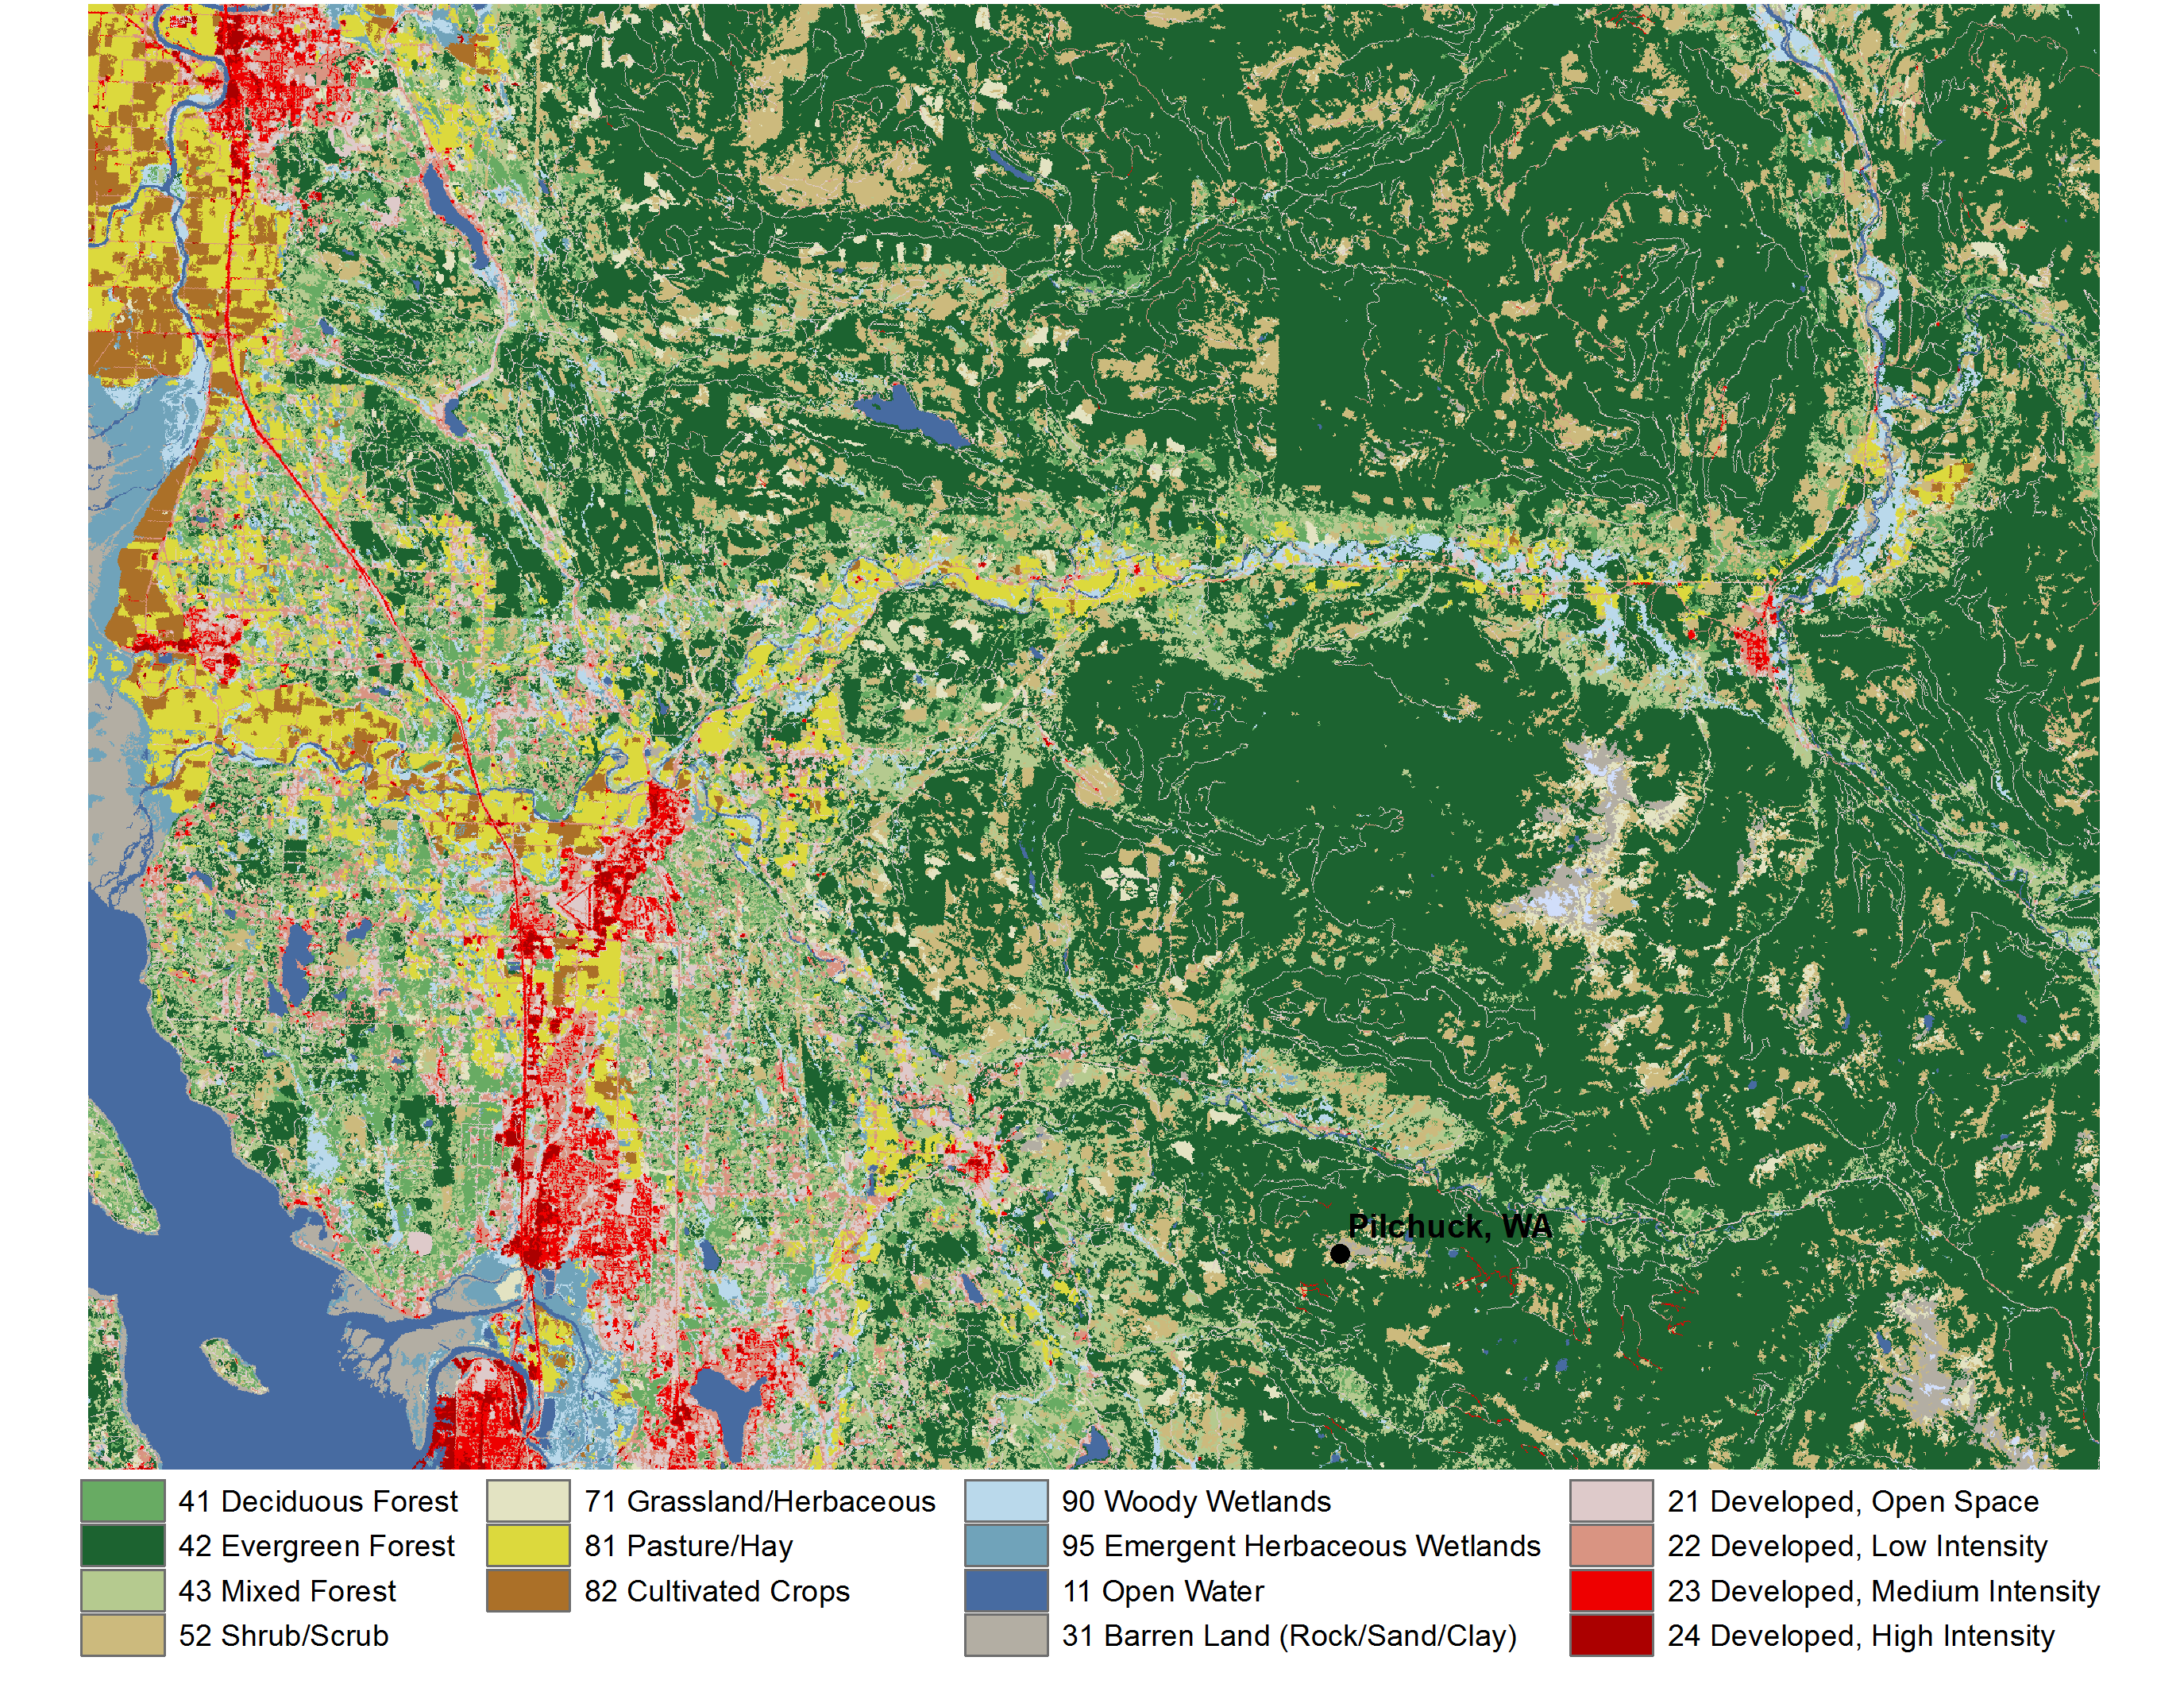 Pilchuck, WA
41 Deciduous Forest
42 Evergreen Forest
43 Mixed Forest
52 Shrub/Scrub
71 Grassland/Herbaceous
81 Pasture/Hay
82 Cultivated Crops
90 Woody Wetlands
95 Emergent Herbaceous Wetlands
11 Open Water
31 Barren Land (Rock/Sand/Clay)
21 Developed, Open Space
22 Developed, Low Intensity
23 Developed, Medium Intensity
24 Developed, High Intensity